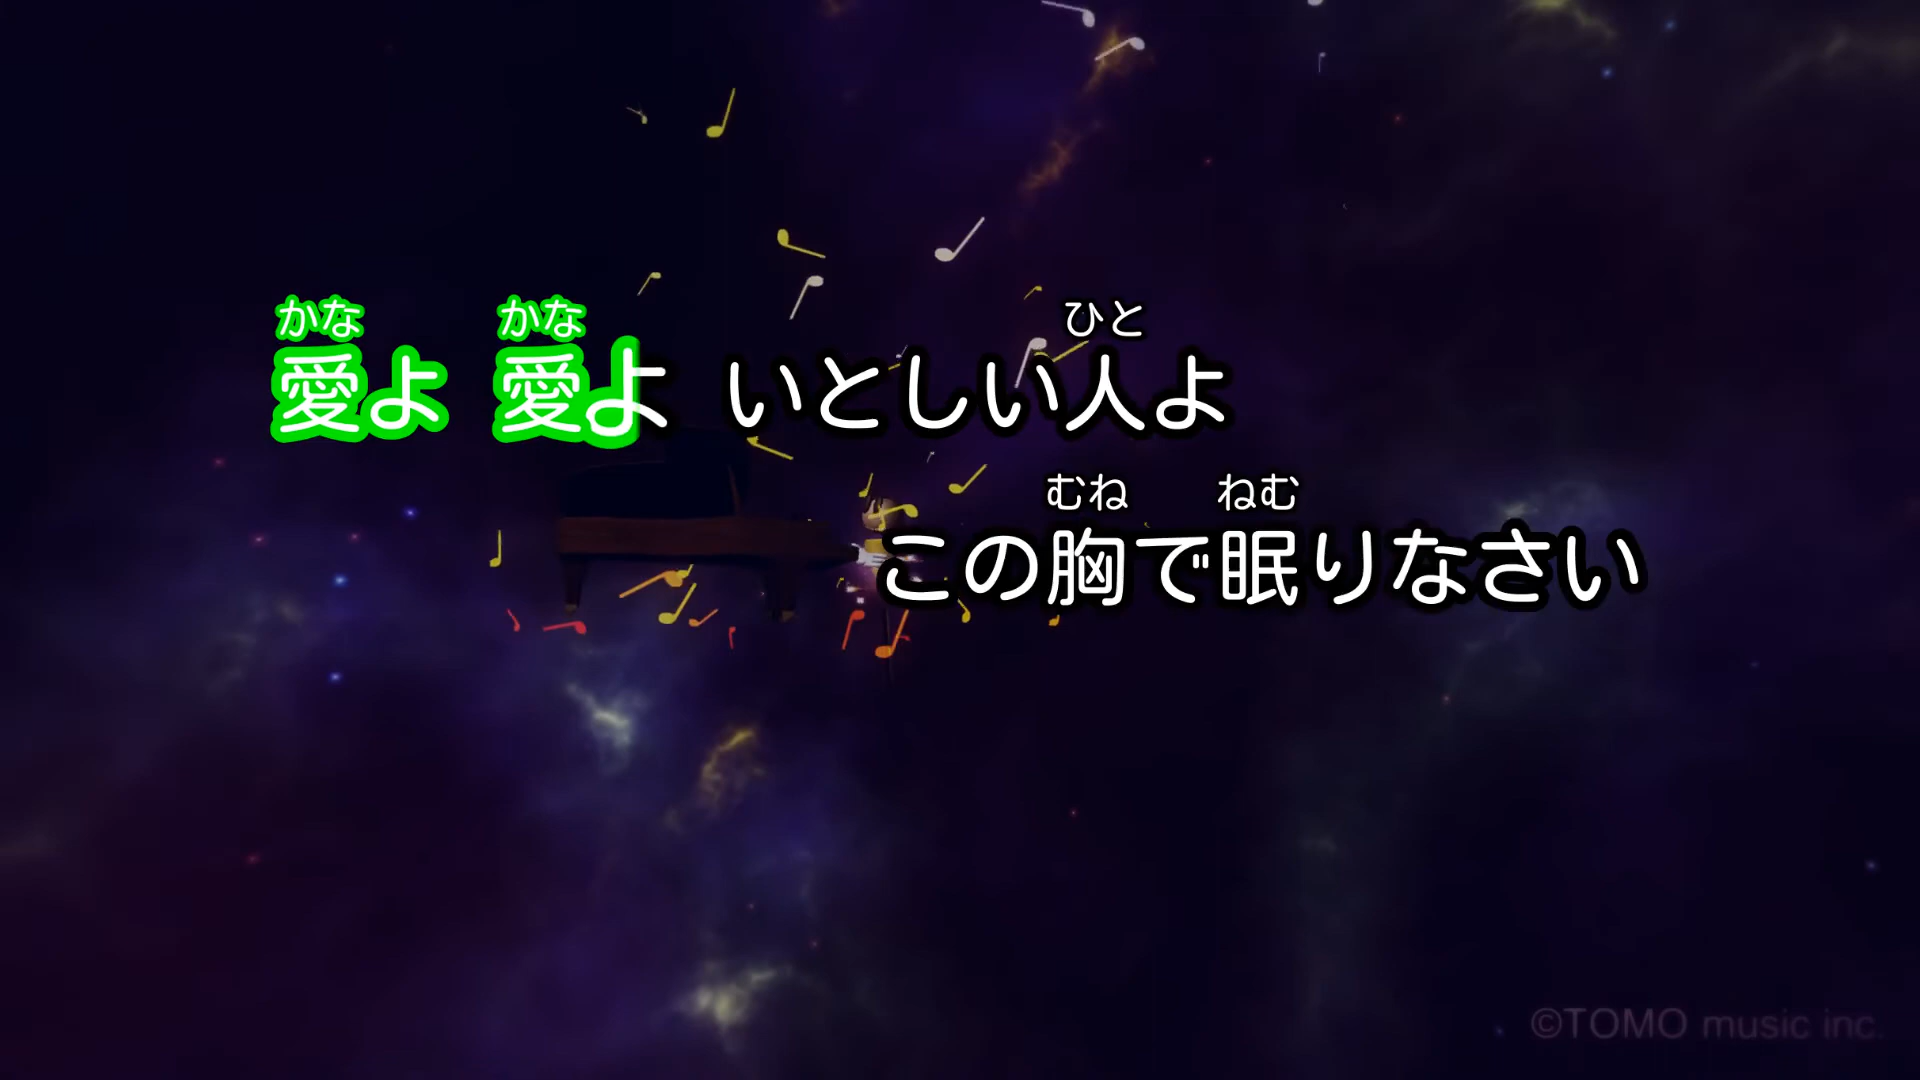 かな かな ひと
愛よ 愛よ いとしい人よ
むね ねむ
この胸で眠りなさい
©TOMO music inc.